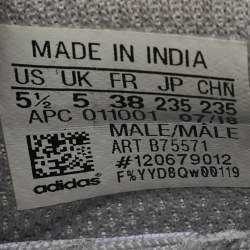 MADE IN INDIA
US UK FR JP CHN
5½ 5 38 235 235
APC 011001 07/18
MALE/MÂLE
ART B75571
#120679012
adidas F%YYD8Qw00119